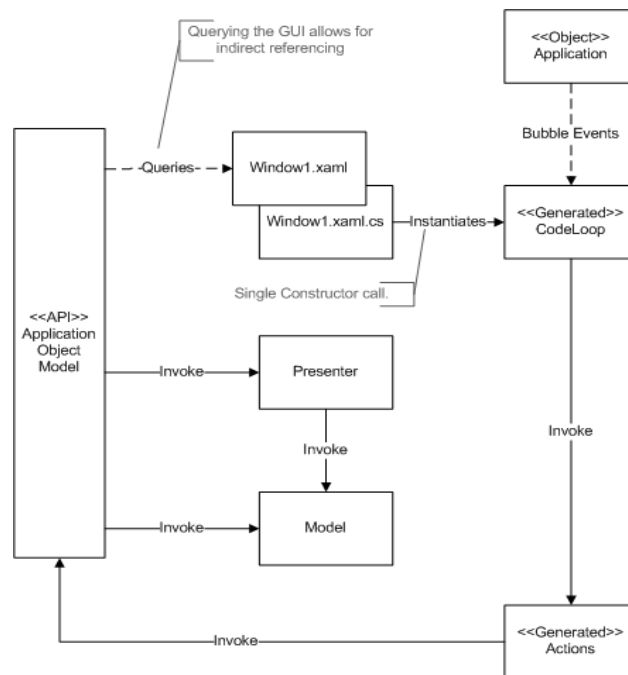 Querying the GUI allows for
indirect referencing
<<Object>>
Application
Bubble Events
Queries
Window1.xaml
Window1.xaml.cs
Instantiates
<<Generated>>
CodeLoop
Single Constructor call.
<<API>>
Application
Object
Model
Invoke
Presenter
Invoke
Invoke
Invoke
Model
<<Generated>>
Actions
Invoke